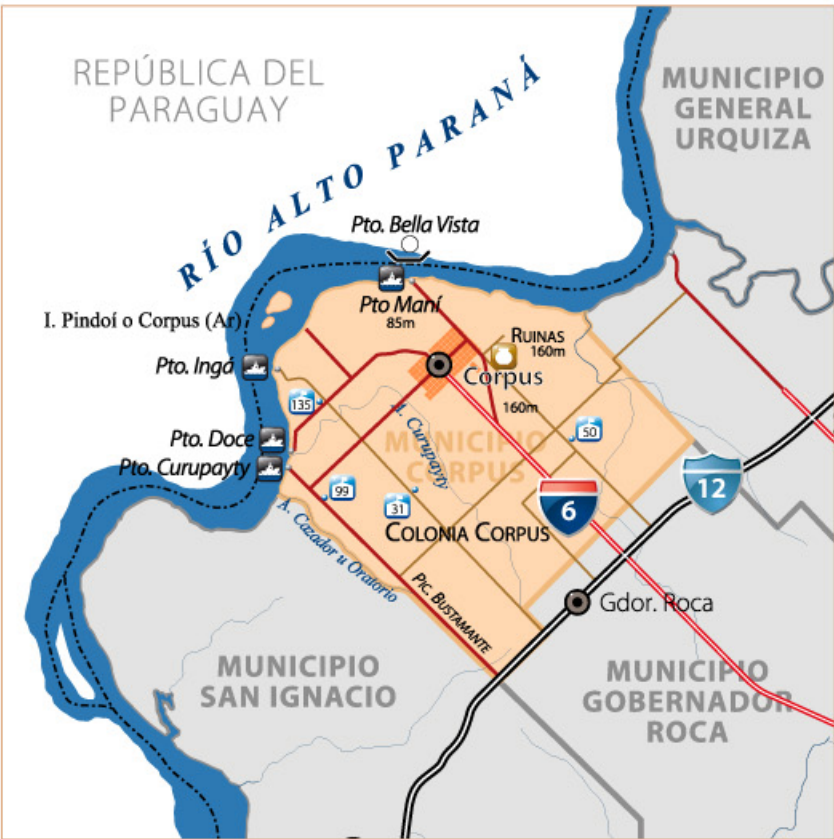 REPÚBLICA DEL
PARAGUAY
MUNICIPIO
GENERAL
URQUIZA
RÍO ALTO PARANÁ
Pto. Bella Vista
Pto Maní
85m
I. Pindoí o Corpus (Ar)
RUINAS
160m
Pto. Ingá
Corpus
135
160m
A. Curupayty
50
Pto. Doce
MUNICIPIO
CORPUS
Pto. Curupayty
12
99
6
31
A. Cazador u Oratorio
COLONIA CORPUS
PIC. BUSTAMANTE
Gdor. Roca
MUNICIPIO
SAN IGNACIO
MUNICIPIO
GOBERNADOR
ROCA